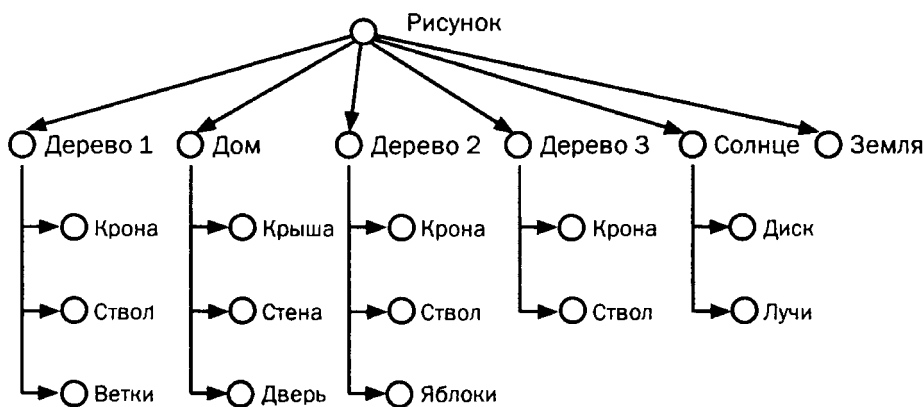 Рисунок
Дерево 1 Дом Дерево 2 Дерево 3 Солнце Земля
Крона Крыша Крона Крона Диск
Ствол Стена Ствол Ствол Лучи
Ветки Дверь Яблоки